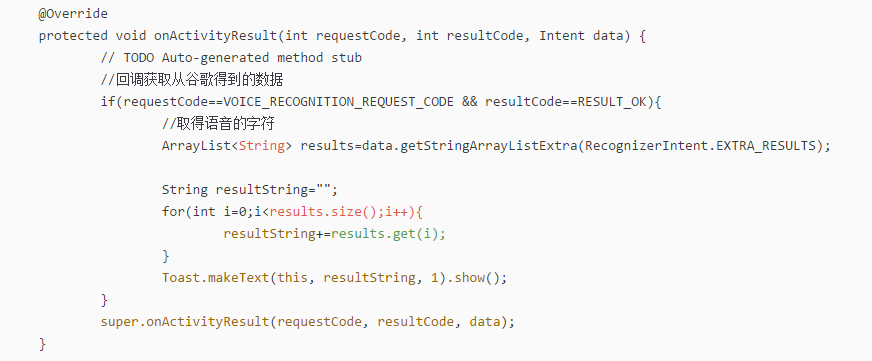 @Override
protected void onActivityResult(int requestCode, int resultCode, Intent data) {
// TODO Auto-generated method stub
//回调获取从谷歌得到的数据
if(requestCode==VOICE_RECOGNITION_REQUEST_CODE && resultCode==RESULT_OK){
//取得语音的字符
ArrayList<String> results=data.getStringArrayListExtra(RecognizerIntent.EXTRA_RESULTS);
String resultString="";
for(int i=0;i<results.size();i++){
resultString+=results.get(i);
}
Toast.makeText(this, resultString, 1).show();
}
super.onActivityResult(requestCode, resultCode, data);
}